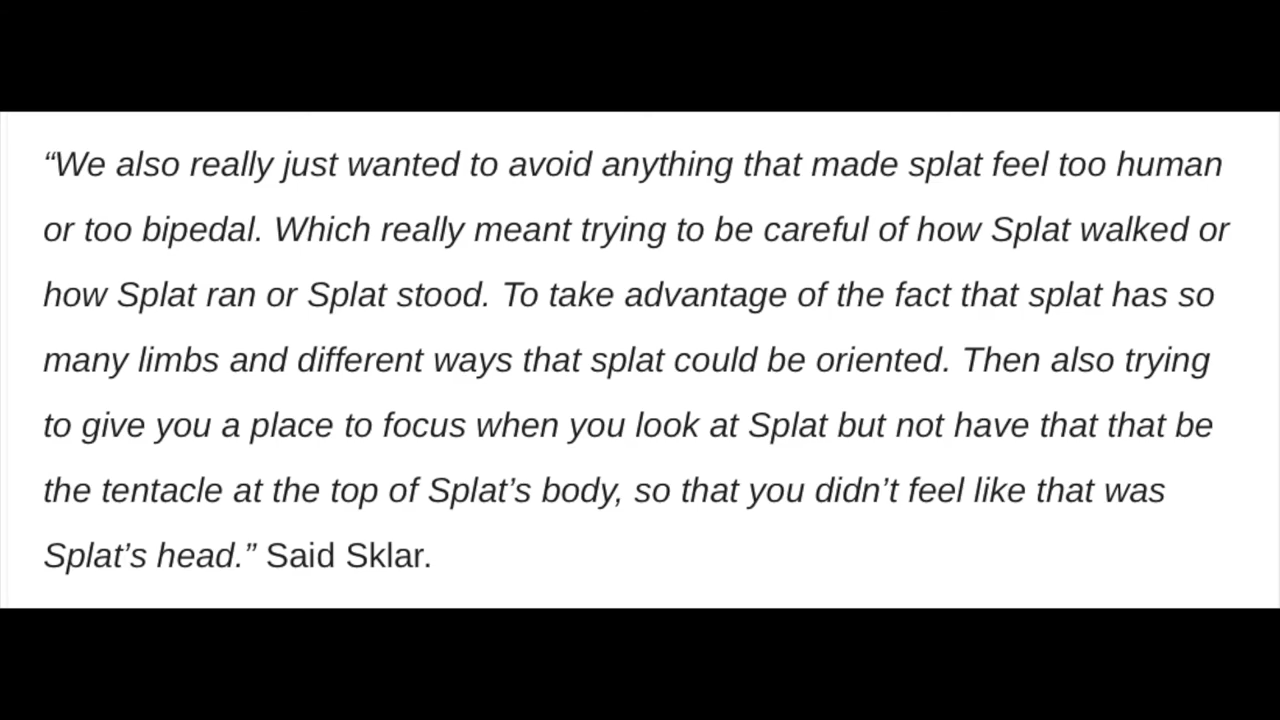 “We also really just wanted to avoid anything that made splat feel too human
or too bipedal. Which really meant trying to be careful of how Splat walked or
how Splat ran or Splat stood. To take advantage of the fact that splat has so
many limbs and different ways that splat could be oriented. Then also trying
to give you a place to focus when you look at Splat but not have that that be
the tentacle at the top of Splat’s body, so that you didn’t feel like that was
Splat’s head.” Said Sklar.